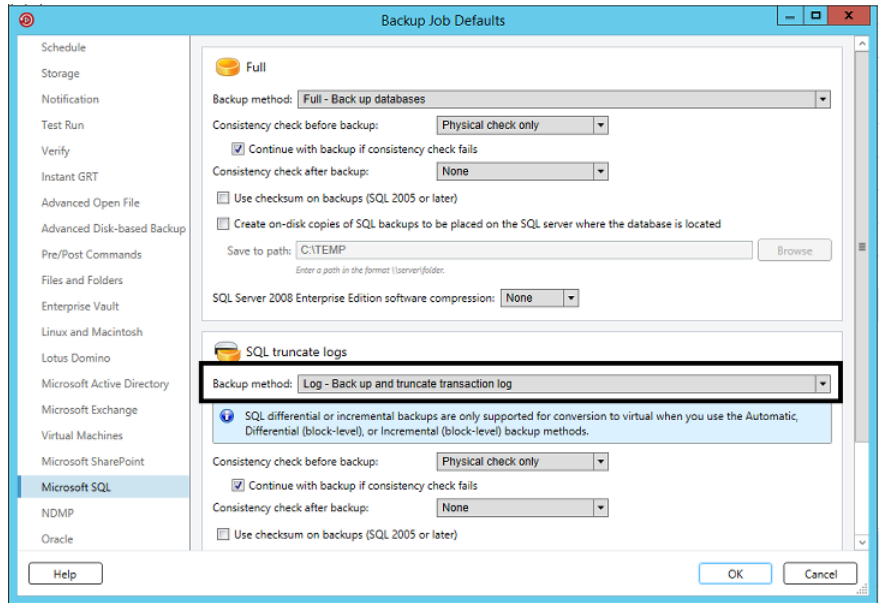 Backup Job Defaults
Schedule
Storage
Notification
Test Run
Verify
Instant GRT
Advanced Open File
Advanced Disk-based Backup
Pre/Post Commands
Files and Folders
Enterprise Vault
Linux and Macintosh
Lotus Domino
Microsoft Active Directory
Microsoft Exchange
Virtual Machines
Microsoft SharePoint
Microsoft SQL
NDMP
Oracle
Full
Backup method: Full - Back up databases
Consistency check before backup: Physical check only
Continue with backup if consistency check fails
Consistency check after backup: None
Use checksum on backups (SQL 2005 or later)
Create on-disk copies of SQL backups to be placed on the SQL server where the database is located
Save to path: C:\TEMP Browse
Enter a path in the format \\server\folder.
SQL Server 2008 Enterprise Edition software compression: None
SQL truncate logs
Backup method: Log - Back up and truncate transaction log
SQL differential or incremental backups are only supported for conversion to virtual when you use the Automatic,
Differential (block-level), or Incremental (block-level) backup methods.
Consistency check before backup: Physical check only
Continue with backup if consistency check fails
Consistency check after backup: None
Use checksum on backups (SQL 2005 or later)
Help OK Cancel